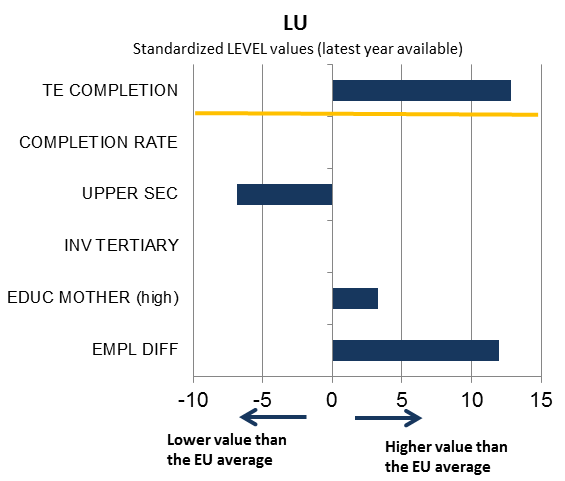 LU
Standardized LEVEL values (latest year available)
TE COMPLETION
COMPLETION RATE
UPPER SEC
INV TERTIARY
EDUC MOTHER (high)
EMPL DIFF
-10 -5 0 5 10 15
Lower value than
the EU average
Higher value than
the EU average